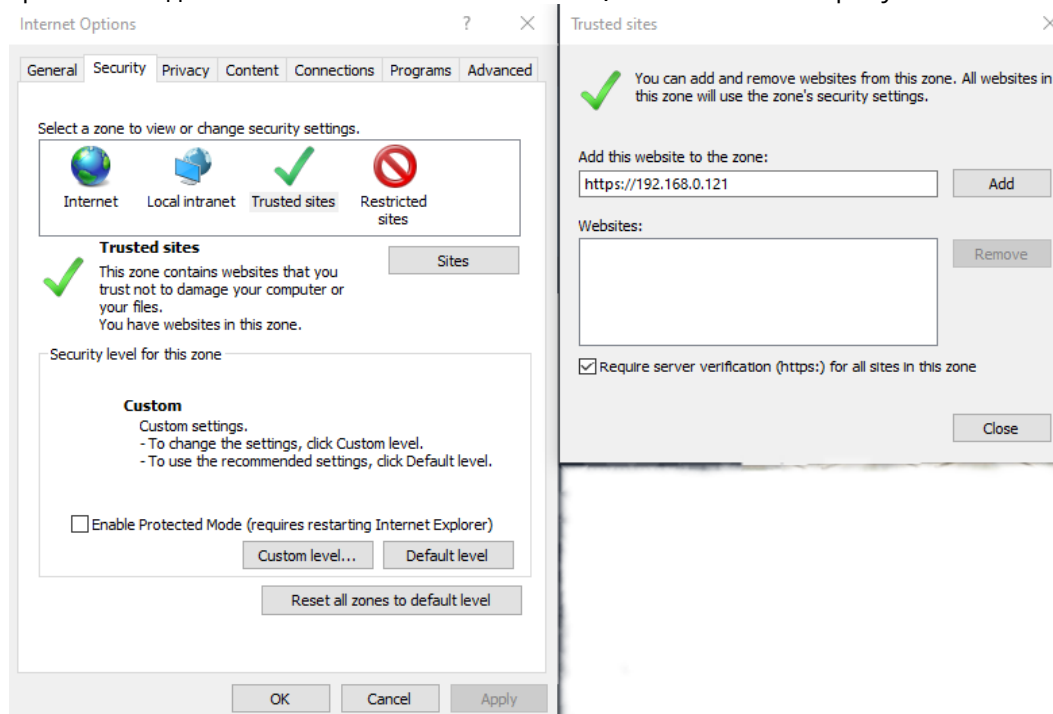 Internet Options
General Security Privacy Content Connections Programs Advanced
Select a zone to view or change security settings.
Internet
Local intranet
Trusted sites
Restricted
sites
Trusted sites
Sites
This zone contains websites that you
trust not to damage your computer or
your files.
You have websites in this zone.
Security level for this zone
Custom
Custom settings.
- To change the settings, click Custom level.
- To use the recommended settings, click Default level.
Enable Protected Mode (requires restarting Internet Explorer)
Custom level...
Default level
Reset all zones to default level
OK
Cancel
Apply
Trusted sites
You can add and remove websites from this zone. All websites in
this zone will use the zone's security settings.
Add this website to the zone:
https://192.168.0.121
Add
Websites:
Remove
Require server verification (https:) for all sites in this zone
Close